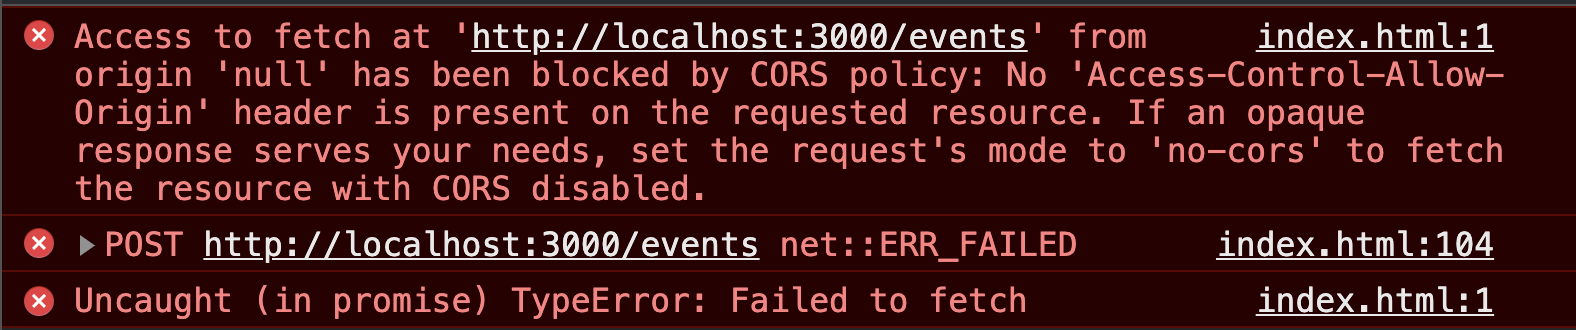 Access to fetch at 'http://localhost:3000/events' from index.html:1
origin 'null' has been blocked by CORS policy: No 'Access-Control-Allow-
Origin' header is present on the requested resource. If an opaque
response serves your needs, set the request's mode to 'no-cors' to fetch
the resource with CORS disabled.
POST http://localhost:3000/events net::ERR_FAILED index.html:104
Uncaught (in promise) TypeError: Failed to fetch index.html:1